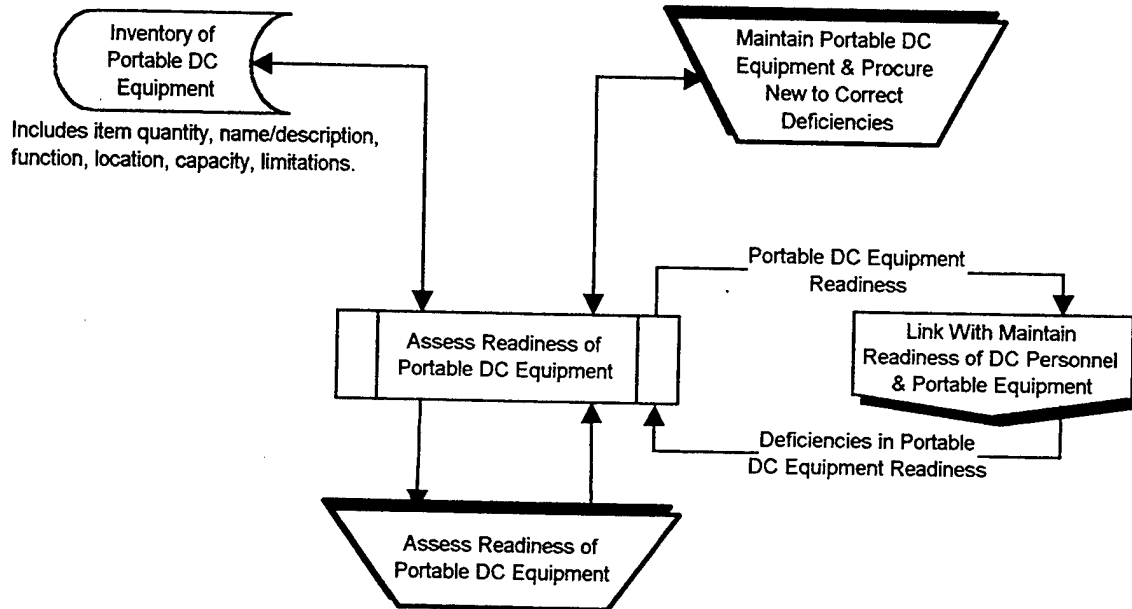 Inventory of
Portable DC
Equipment
Includes item quantity, name/description,
function, location, capacity, limitations.
Maintain Portable DC
Equipment & Procure
New to Correct
Deficiencies
Portable DC Equipment
Readiness
Assess Readiness of
Portable DC Equipment
Link With Maintain
Readiness of DC Personnel
& Portable Equipment
Deficiencies in Portable
DC Equipment Readiness
Assess Readiness of
Portable DC Equipment